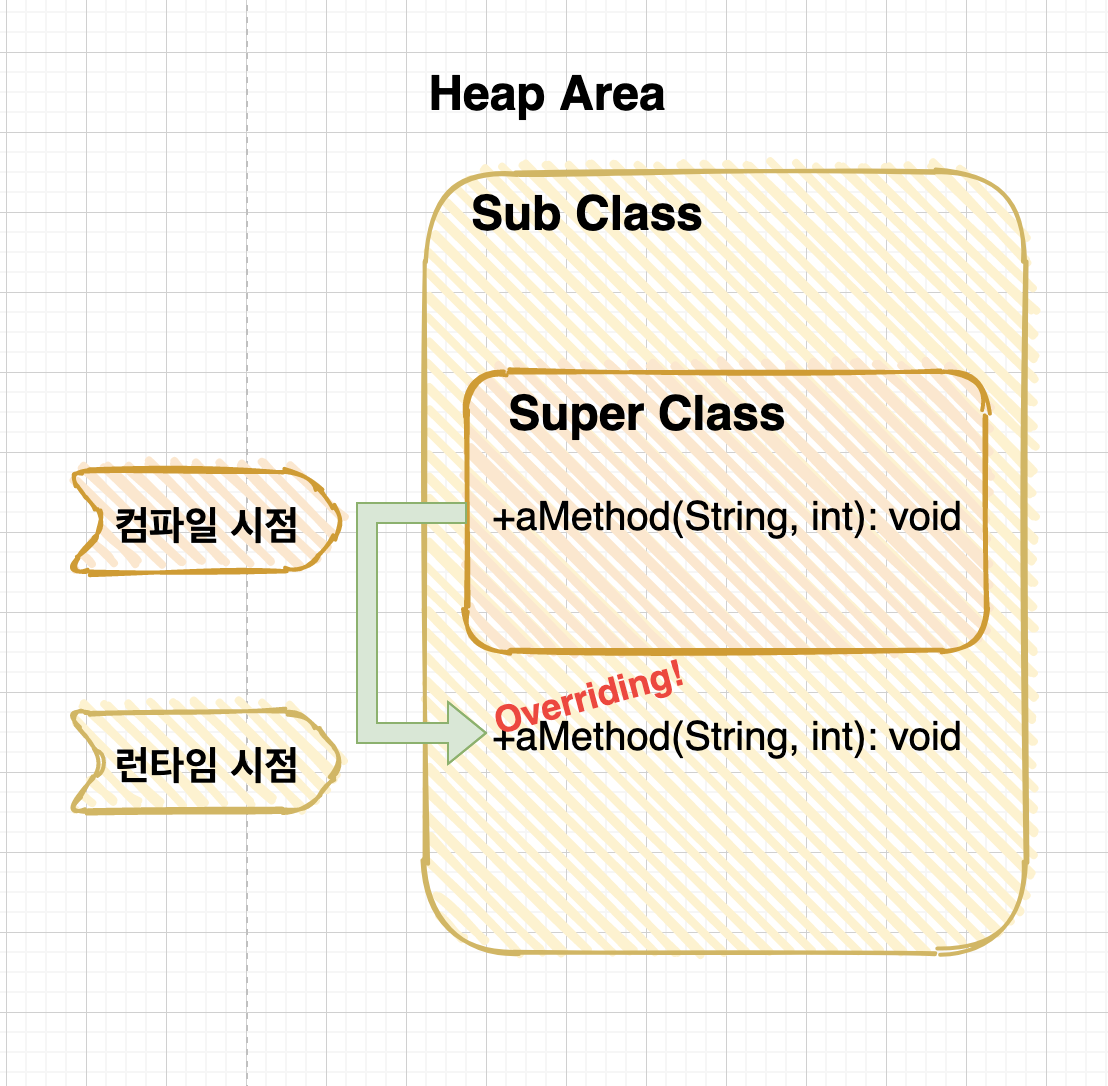 Heap Area
Sub Class
Super Class
컴파일 시점
+aMethod(String, int): void
Overriding!
런타임 시점
+aMethod(String, int): void